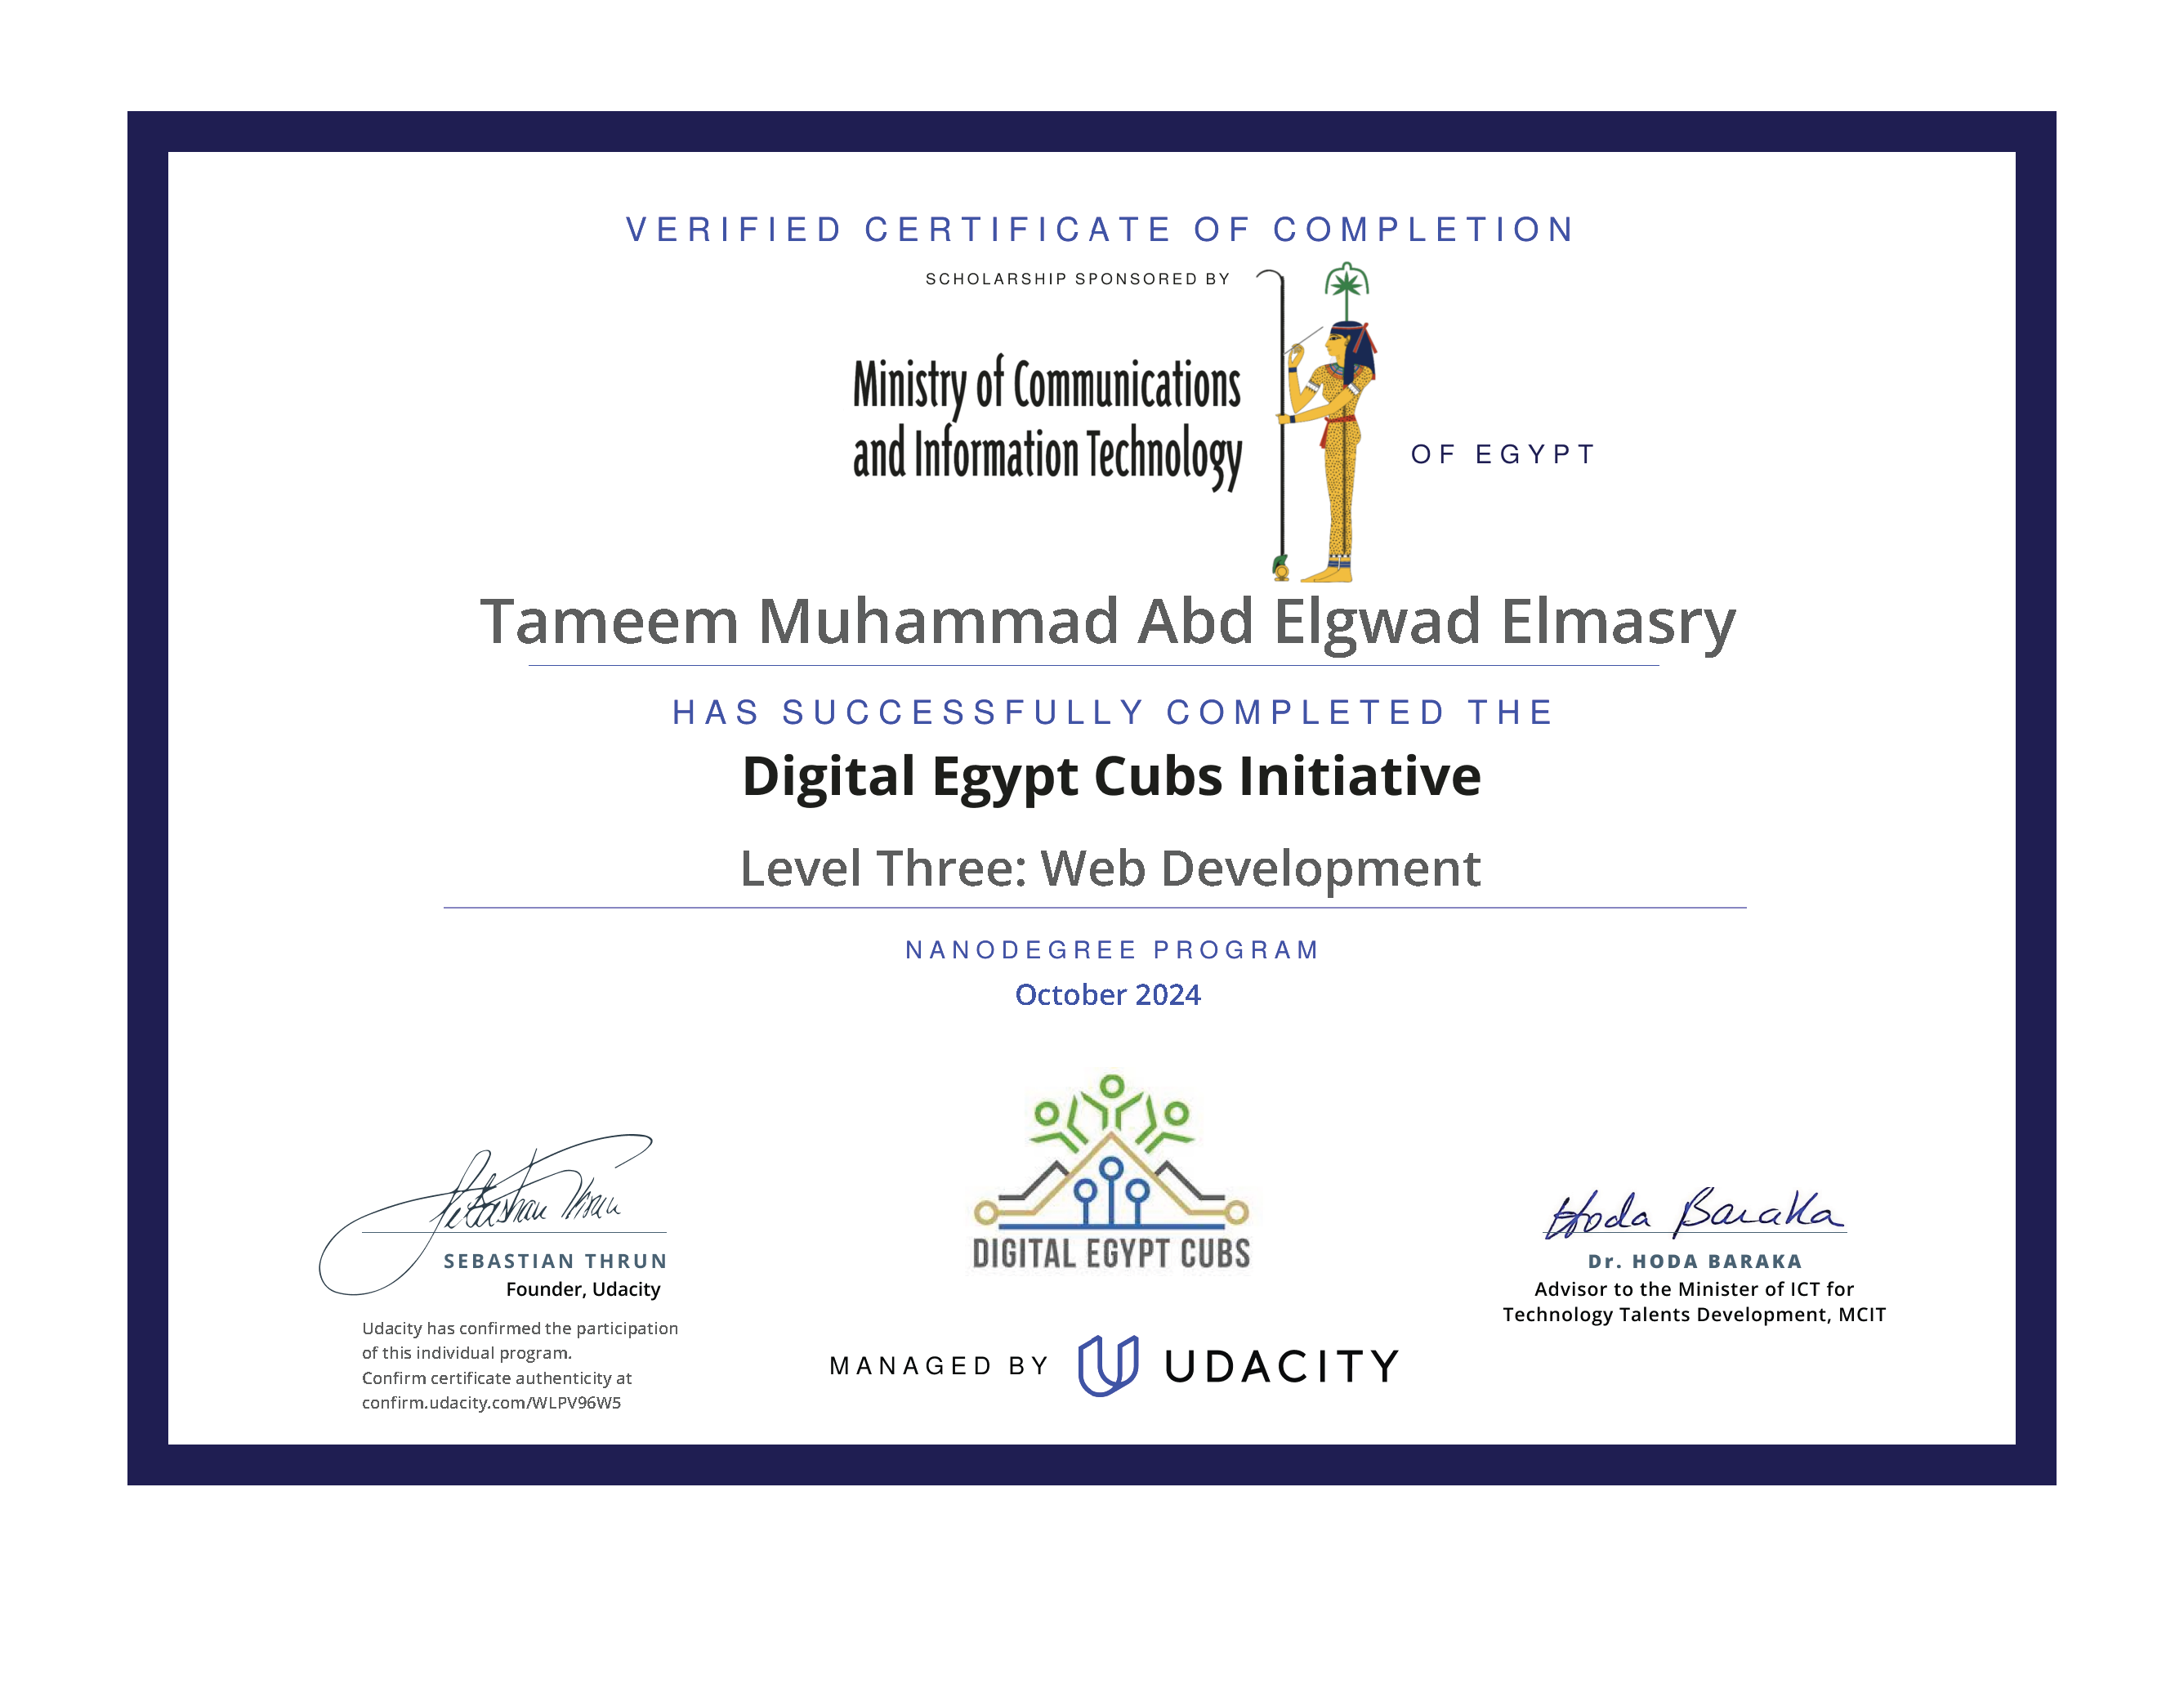 VERIFIED CERTIFICATE OF COMPLETION
SCHOLARSHIP SPONSORED BY
Ministry of Communications
and Information Technology
OF EGYPT
Tameem Muhammad Abd Elgwad Elmasry
HAS SUCCESSFULLY COMPLETED THE
Digital Egypt Cubs Initiative
Level Three: Web Development
NANODEGREE PROGRAM
October 2024
Sebastian Thrun
SEBASTIAN THRUN
Founder, Udacity
Udacity has confirmed the participation
of this individual program.
Confirm certificate authenticity at
confirm.udacity.com/WLPV96W5
DIGITAL EGYPT CUBS
MANAGED BY UDACITY
Hoda Baraka
Dr. HODA BARAKA
Advisor to the Minister of ICT for
Technology Talents Development, MCIT